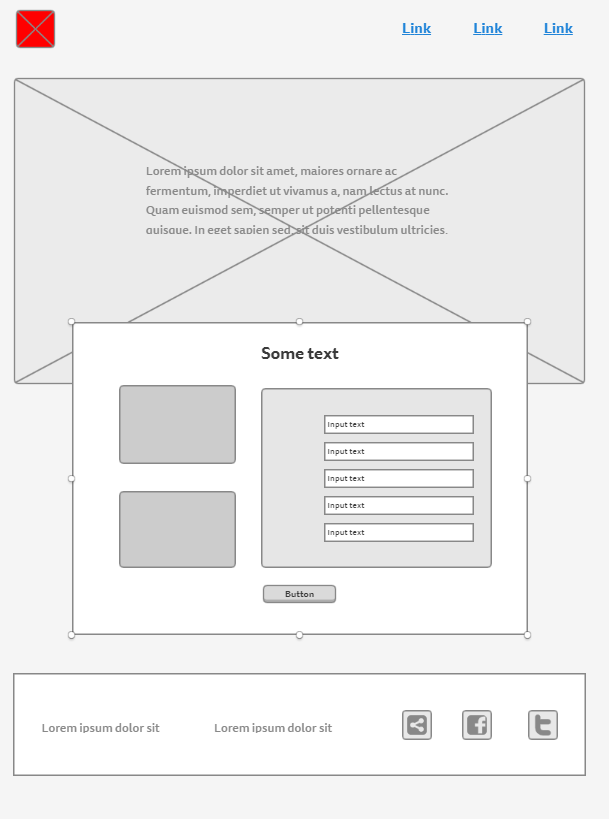 Link Link Link
Lorem ipsum dolor sit amet, maiores ornare ac
fermentum, imperdiet ut vivamus a, nam lectus at nunc.
Quam euismod sem, semper ut potenti pellentesque
quisque. In eget sapien sed, sit duis vestibulum ultricies.
Some text
Input text
Input text
Input text
Input text
Input text
Button
Lorem ipsum dolor sit
Lorem ipsum dolor sit